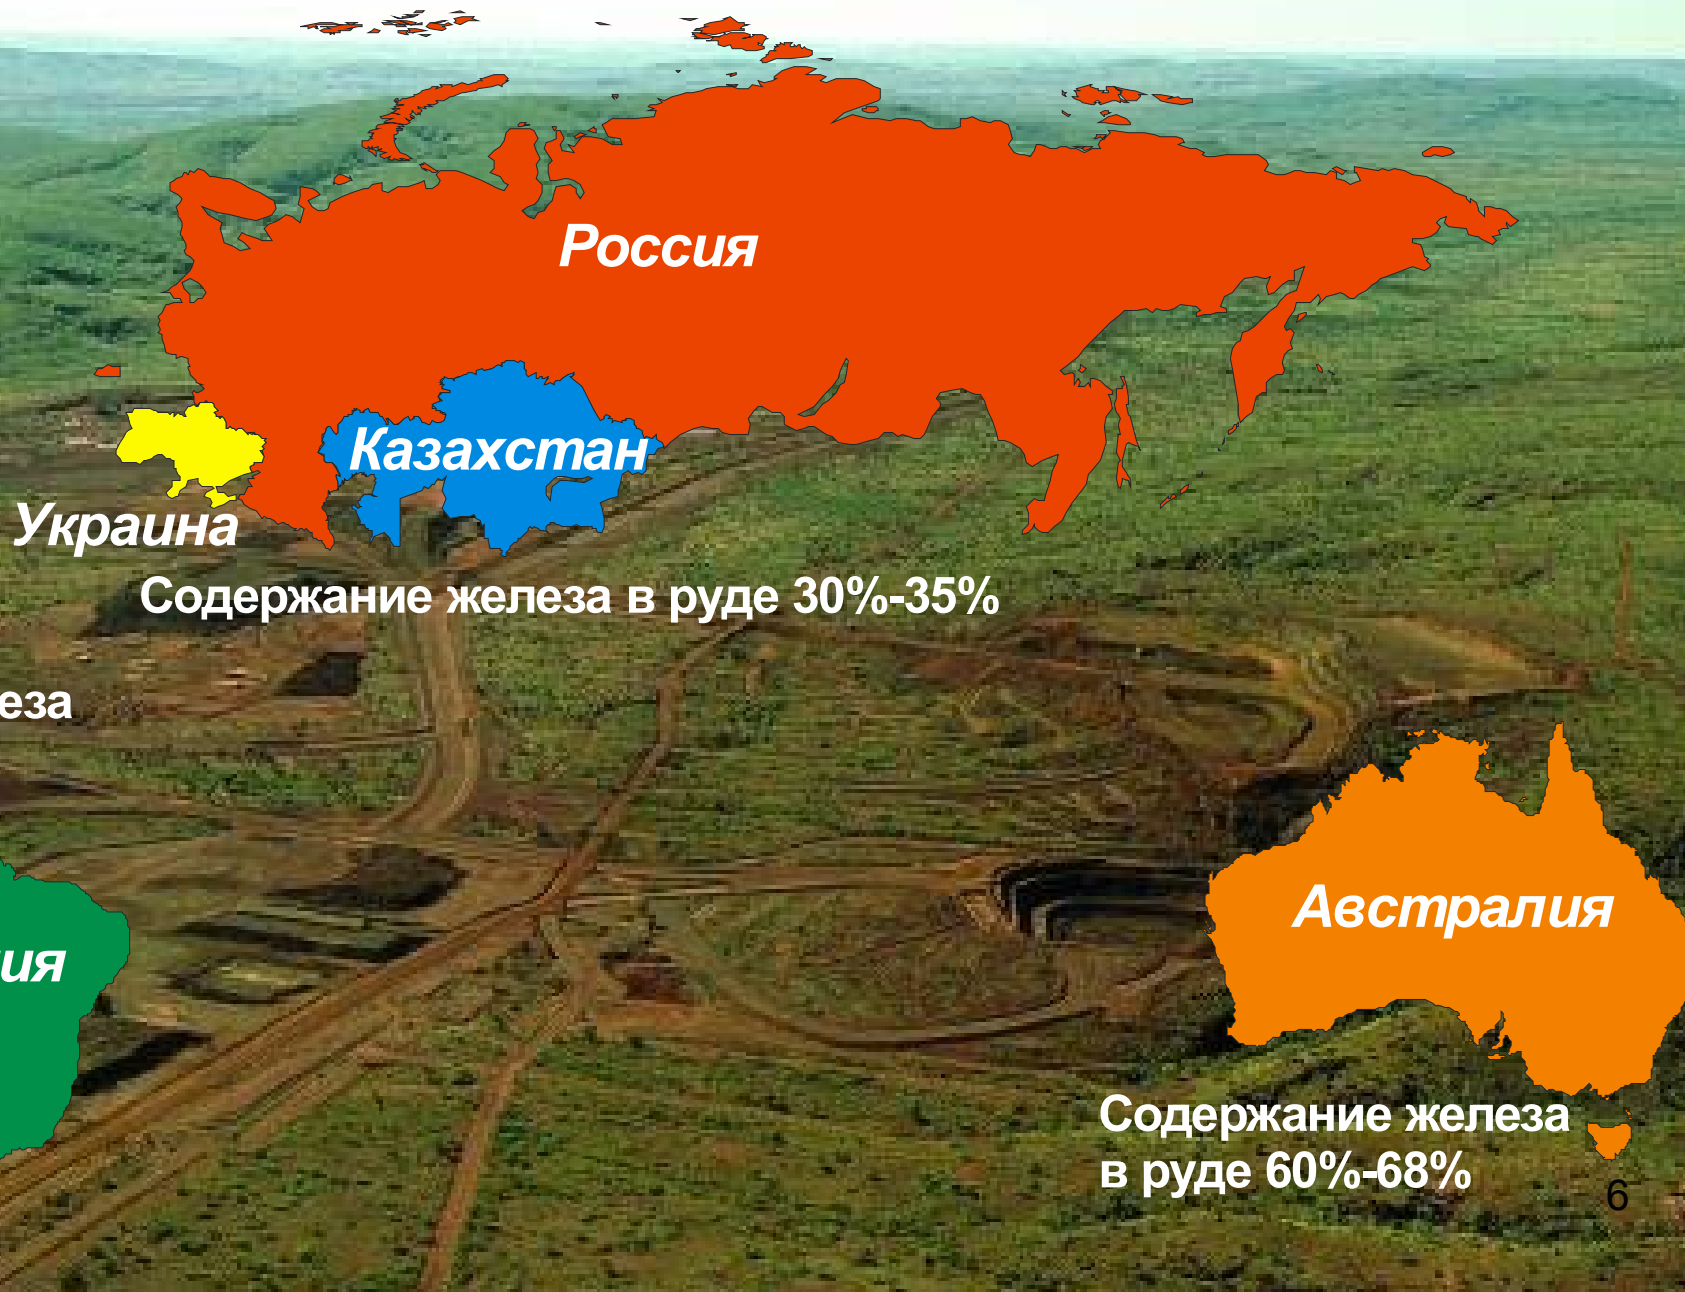 Россия
Казахстан
Украина
Содержание железа в руде 30%-35%
еза
ия
Австралия
Содержание железа
в руде 60%-68%
6